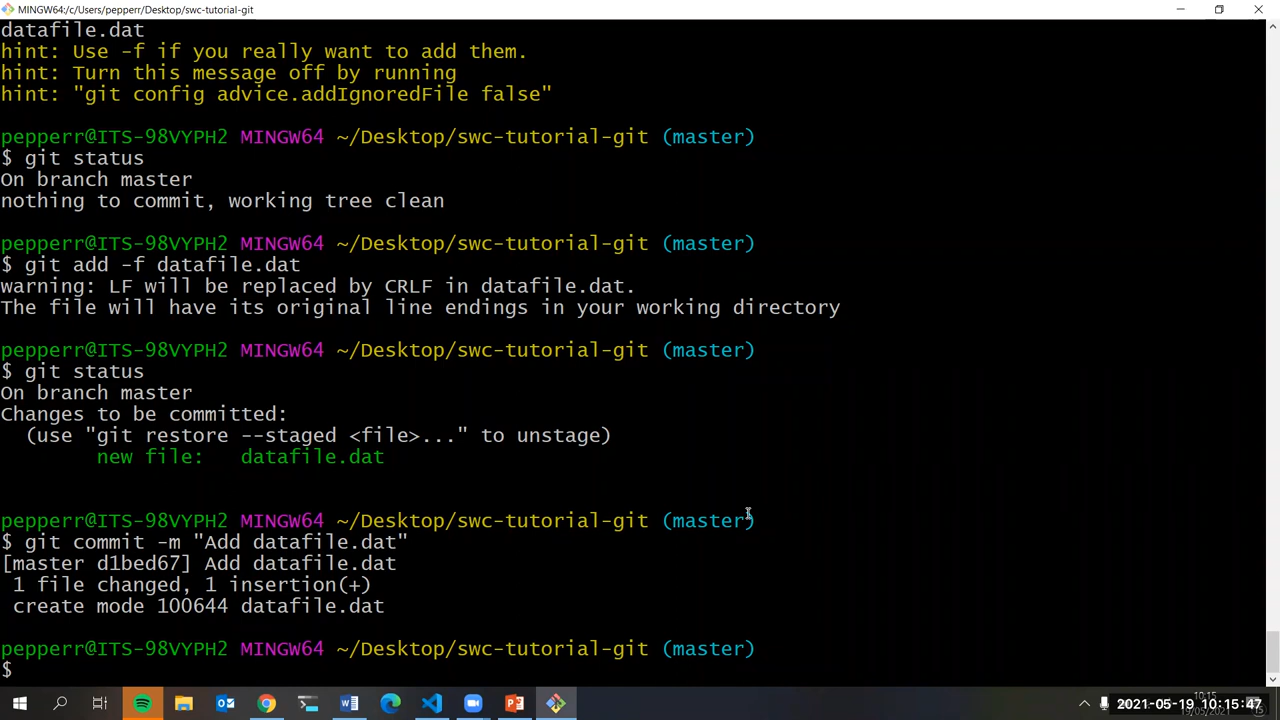 MINGW64:/c/Users/pepperr/Desktop/swc-tutorial-git
datafile.dat
hint: Use -f if you really want to add them.
hint: Turn this message off by running
hint: "git config advice.addIgnoredFile false"
pepperr@ITS-98VYPH2 MINGW64 ~/Desktop/swc-tutorial-git (master)
$ git status
On branch master
nothing to commit, working tree clean
pepperr@ITS-98VYPH2 MINGW64 ~/Desktop/swc-tutorial-git (master)
$ git add -f datafile.dat
warning: LF will be replaced by CRLF in datafile.dat.
The file will have its original line endings in your working directory
pepperr@ITS-98VYPH2 MINGW64 ~/Desktop/swc-tutorial-git (master)
$ git status
On branch master
Changes to be committed:
  (use "git restore --staged <file>..." to unstage)
        new file:   datafile.dat
pepperr@ITS-98VYPH2 MINGW64 ~/Desktop/swc-tutorial-git (master)
$ git commit -m "Add datafile.dat"
[master d1bed67] Add datafile.dat
 1 file changed, 1 insertion(+)
 create mode 100644 datafile.dat
pepperr@ITS-98VYPH2 MINGW64 ~/Desktop/swc-tutorial-git (master)
$
10:15
2021-05-19 10:15:47